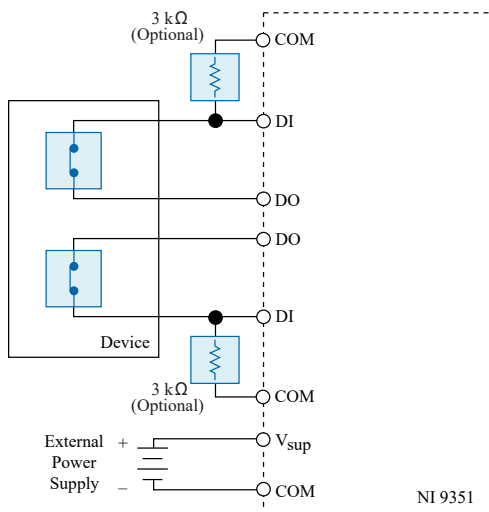 3 kΩ
(Optional)
COM
DI
DO
DO
DI
Device
3 kΩ
(Optional)
COM
External
Power
Supply
+
–
Vsup
COM
NI 9351